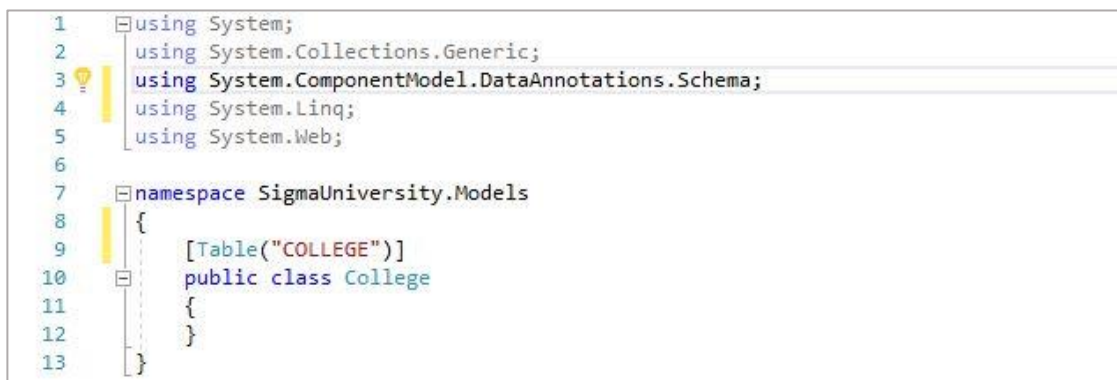 1 using System;
2 using System.Collections.Generic;
3 using System.ComponentModel.DataAnnotations.Schema;
4 using System.Linq;
5 using System.Web;
6
7 namespace SigmaUniversity.Models
8 {
9 [Table("COLLEGE")]
10 public class College
11 {
12 }
13 }